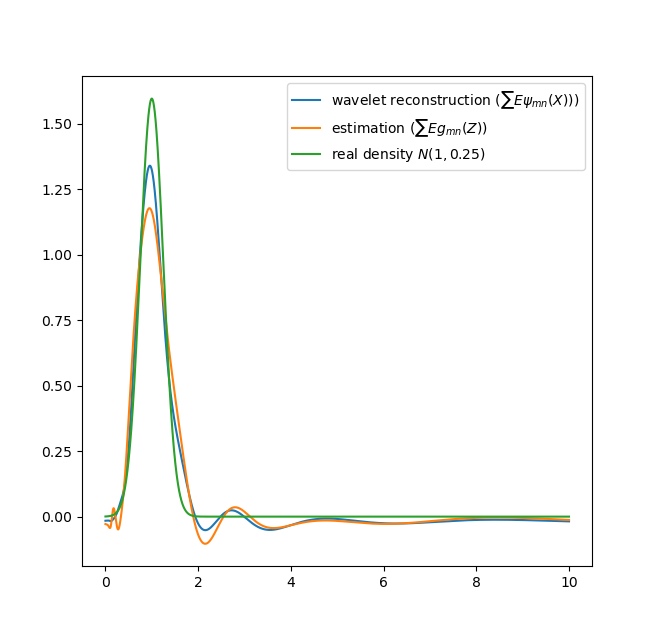 wavelet reconstruction (∑Eψmn(X)))
estimation (∑Egmn(Z))
real density N(1, 0.25)
1.50
1.25
1.00
0.75
0.50
0.25
0.00
0 2 4 6 8 10